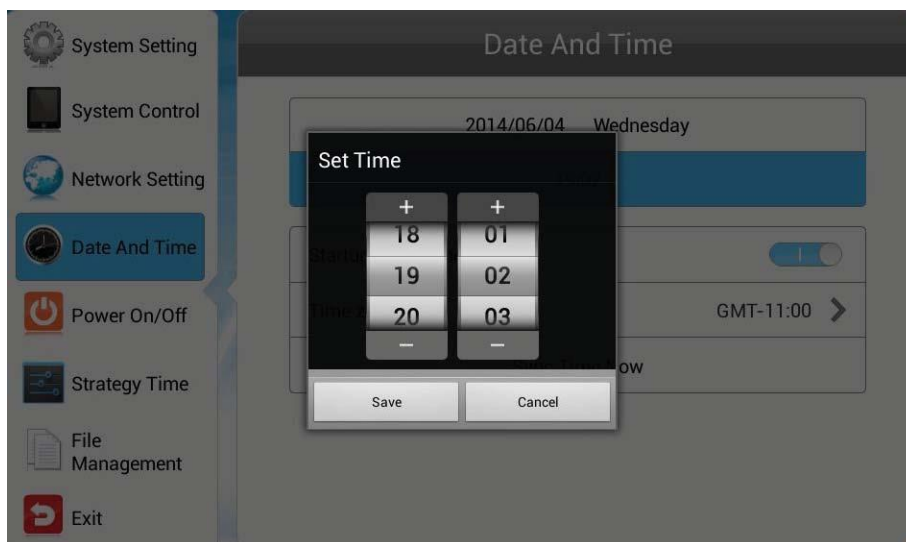 System Setting
System Control
Network Setting
Date And Time
Power On/Off
Strategy Time
File
Management
Exit
Date And Time
2014/06/04 Wednesday
Set Time
+ +
18 01
19 02
20 03
− −
Save Cancel
GMT-11:00